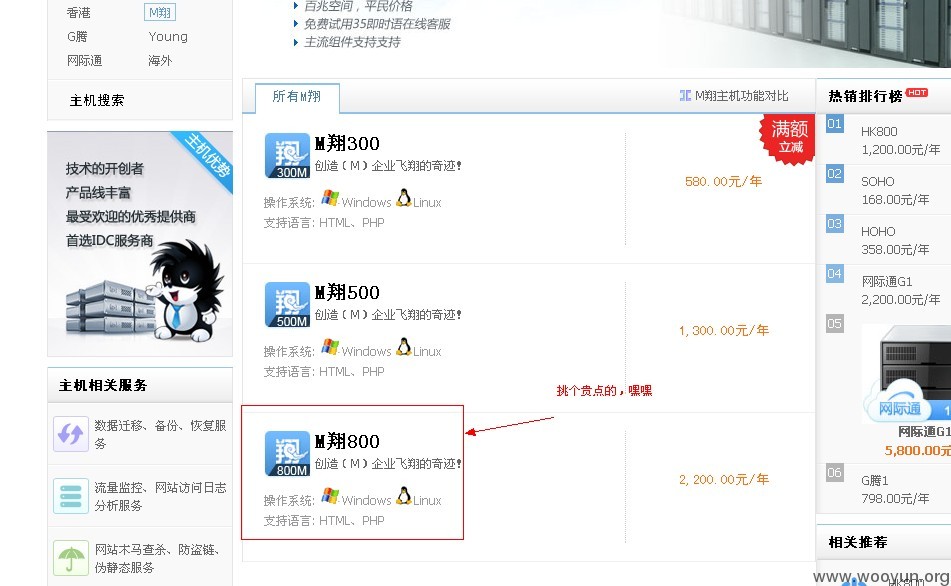 香港 M翔
G腾 Young
网际通 海外
主机搜索
主机优势
技术的开创者
产品线丰富
最受欢迎的优秀提供商
首选IDC服务商
主机相关服务
数据迁移、备份、恢复服
务
流量监控、网站访问日志
分析服务
网站木马查杀、防盗链、
伪静态服务
百兆空间，平民价格
免费试用35即时语在线客服
主流组件支持支持
所有M翔
M翔主机功能对比
满额
立减
翔
300M
M翔300
创造（M）企业飞翔的奇迹!
操作系统: Windows Linux
支持语言: HTML、PHP
580.00元/年
翔
500M
M翔500
创造（M）企业飞翔的奇迹!
操作系统: Windows Linux
支持语言: HTML、PHP
1,300.00元/年
挑个贵点的，嘿嘿
翔
800M
M翔800
创造（M）企业飞翔的奇迹!
操作系统: Windows Linux
支持语言: HTML、PHP
2,200.00元/年
热销排行榜 HOT
01 HK800
1,200.00元/年
02 SOHO
168.00元/年
03 HOHO
358.00元/年
04 网际通G1
2,200.00元/年
05
网际通 1
网际通G1
5,800.00元
06 G腾1
798.00元/年
相关推荐
www.wooyun.org